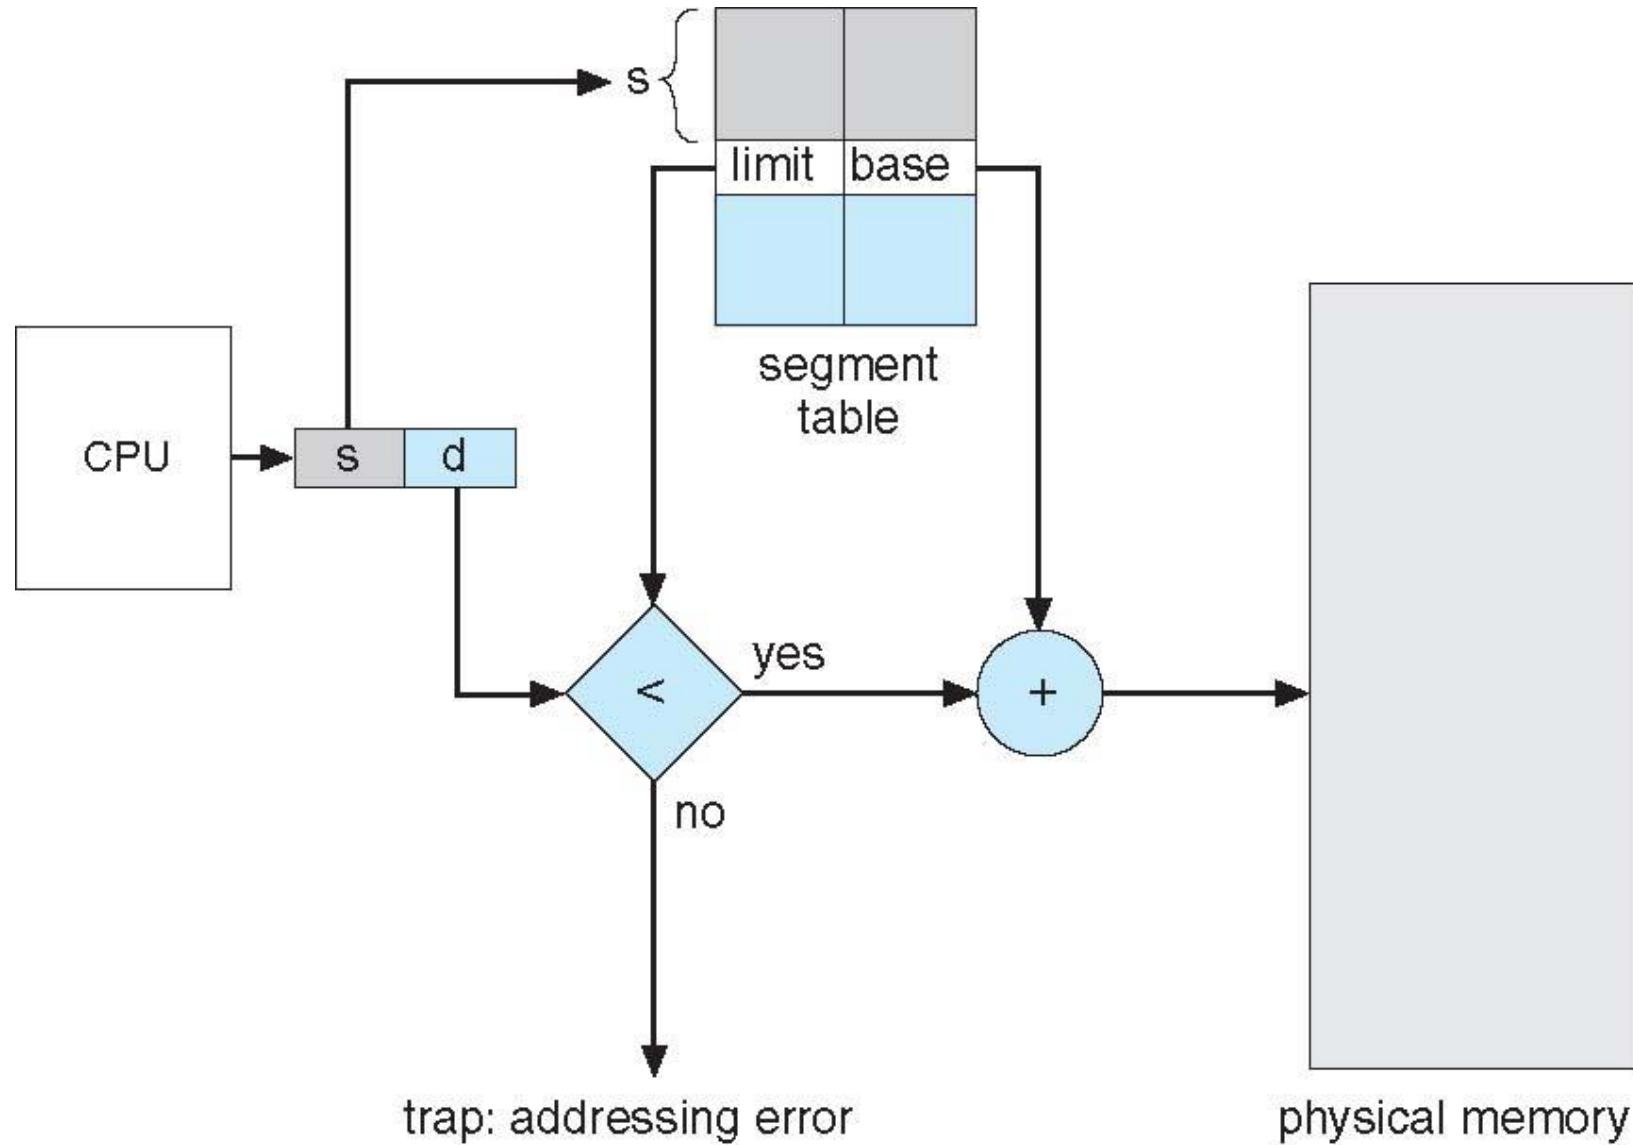 s
limit base
segment
table
CPU
s d
<
yes
+
no
trap: addressing error
physical memory